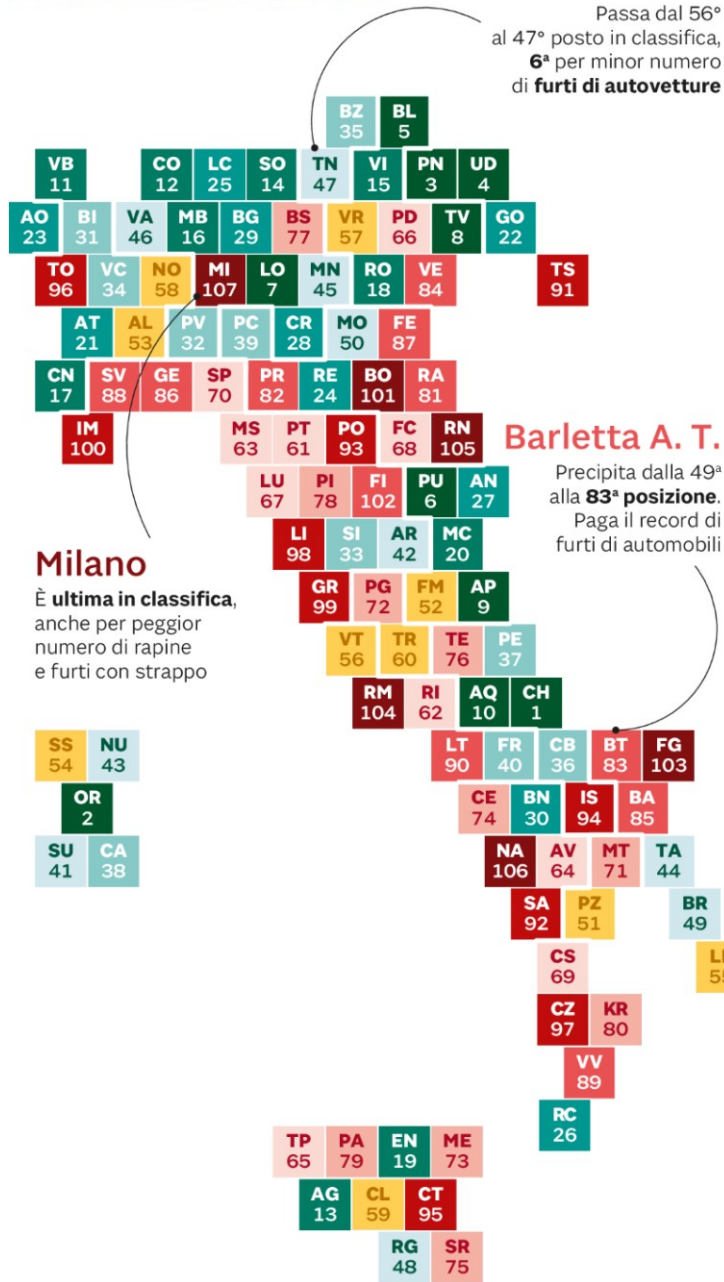 Passa dal 56°
al 47° posto in classifica,
6ª per minor numero
di furti di autovetture
BZ BL
35 5
VB CO LC SO TN VI PN UD
11 12 25 14 47 15 3 4
AO BI VA MB BG BS VR PD TV GO
23 31 46 16 29 77 57 66 8 22
TO VC NO MI LO MN RO VE TS
96 34 58 107 7 45 18 84 91
AT AL PV PC CR MO FE
21 53 32 39 28 50 87
CN SV GE SP PR RE BO RA
17 88 86 70 82 24 101 81
IM MS PT PO FC RN
100 63 61 93 68 105
Barletta A. T.
Precipita dalla 49ª
alla 83ª posizione.
Paga il record di
furti di automobili
LU PI FI PU AN
67 78 102 6 27
LI SI AR MC
98 33 42 20
Milano
È ultima in classifica,
anche per peggior
numero di rapine
e furti con strappo
GR PG FM AP
99 72 52 9
VT TR TE PE
56 60 76 37
RM RI AQ CH
104 62 10 1
SS NU LT FR CB BT FG
54 43 90 40 36 83 103
OR CE BN IS BA
2 74 30 94 85
SU CA NA AV MT TA
41 38 106 64 71 44
SA PZ BR
92 51 49
CS
69
CZ KR
97 80
VV
89
RC
26
TP PA EN ME
65 79 19 73
AG CL CT
13 59 95
RG SR
48 75